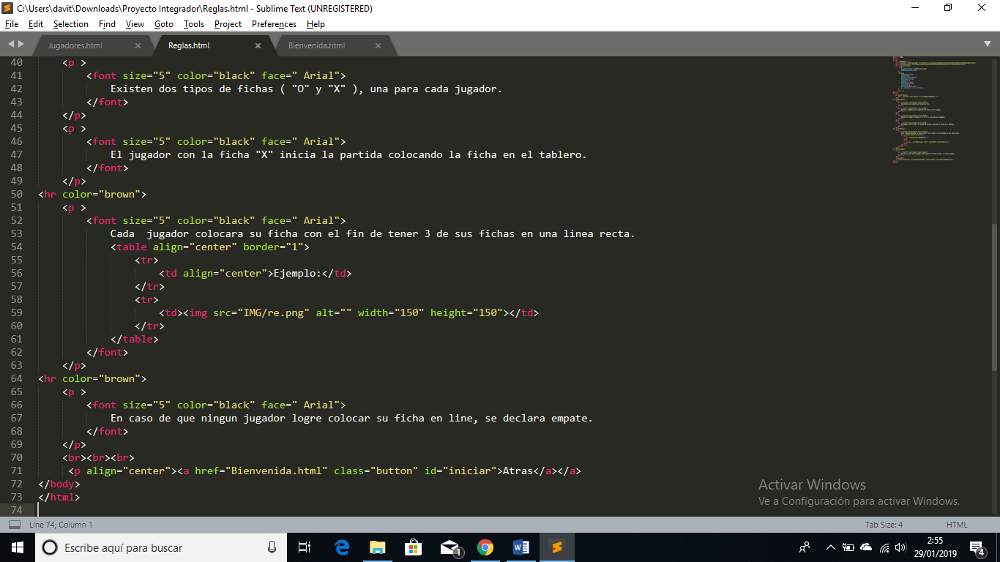 C:\Users\davit\Downloads\Proyecto Integrador\Reglas.html - Sublime Text (UNREGISTERED)
File Edit Selection Find View Goto Tools Project Preferences Help
Jugadores.html Reglas.html Bienvenida.html
40 <p >
41 <font size="5" color="black" face=" Arial">
42 Existen dos tipos de fichas ( "O" y "X" ), una para cada jugador.
43 </font>
44 </p>
45 <p >
46 <font size="5" color="black" face=" Arial">
47 El jugador con la ficha "X" inicia la partida colocando la ficha en el tablero.
48 </font>
49 </p>
50 <hr color="brown">
51 <p >
52 <font size="5" color="black" face=" Arial">
53 Cada  jugador colocara su ficha con el fin de tener 3 de sus fichas en una linea recta.
54 <table align="center" border="1">
55 <tr>
56 <td align="center">Ejemplo:</td>
57 </tr>
58 <tr>
59 <td><img src="IMG/re.png" alt="" width="150" height="150"></td>
60 </tr>
61 </table>
62 </font>
63 </p>
64 <hr color="brown">
65 <p >
66 <font size="5" color="black" face=" Arial">
67 En caso de que ningun jugador logre colocar su ficha en line, se declara empate.
68 </font>
69 </p>
70 <br><br><br>
71 <p align="center"><a href="Bienvenida.html" class="button" id="iniciar">Atras</a></a>
72 </body>
73 </html>
74
Activar Windows
Ve a Configuración para activar Windows.
Line 74, Column 1 Tab Size: 4 HTML
Escribe aquí para buscar
1
2:55
29/01/2019
4